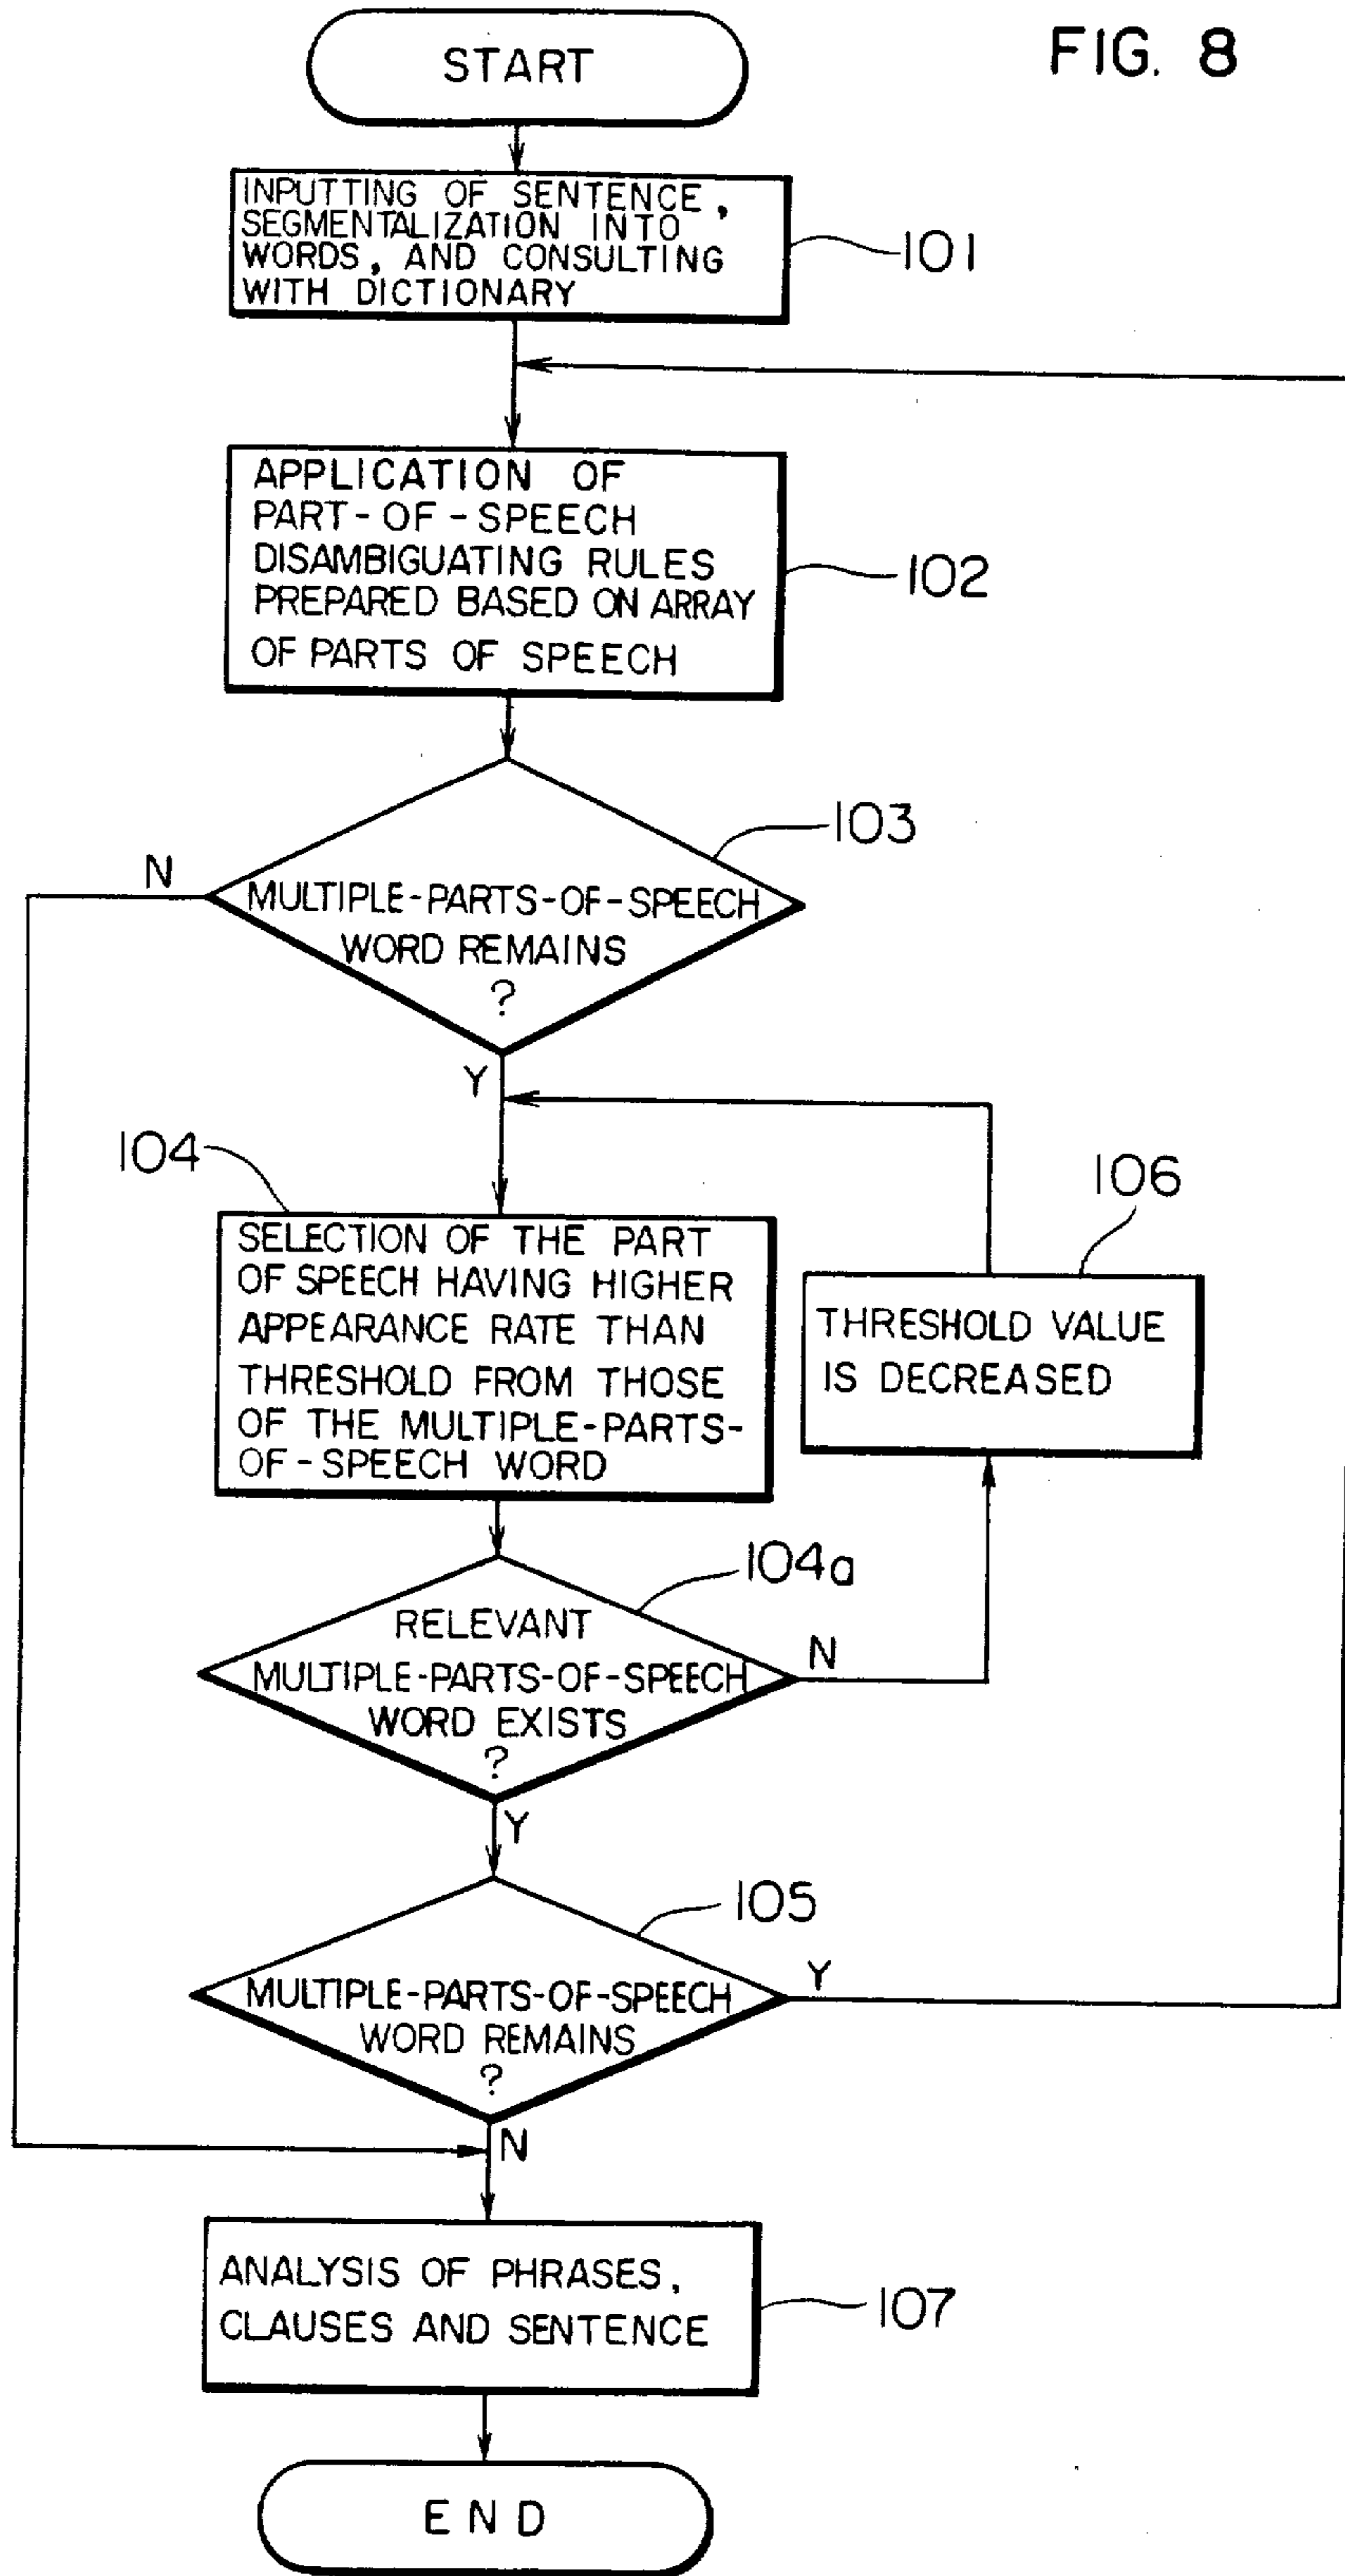 FIG. 8
START
INPUTTING OF SENTENCE,
SEGMENTALIZATION INTO
WORDS, AND CONSULTING
WITH DICTIONARY
101
APPLICATION OF
PART-OF-SPEECH
DISAMBIGUATING RULES
PREPARED BASED ON ARRAY
OF PARTS OF SPEECH
102
103
N
MULTIPLE-PARTS-OF-SPEECH
WORD REMAINS
?
Y
104
SELECTION OF THE PART
OF SPEECH HAVING HIGHER
APPEARANCE RATE THAN
THRESHOLD FROM THOSE
OF THE MULTIPLE-PARTS-
OF-SPEECH WORD
106
THRESHOLD VALUE
IS DECREASED
104a
RELEVANT
MULTIPLE-PARTS-OF-SPEECH
WORD EXISTS
?
N
Y
105
MULTIPLE-PARTS-OF-SPEECH
WORD REMAINS
?
Y
N
ANALYSIS OF PHRASES,
CLAUSES AND SENTENCE
107
END